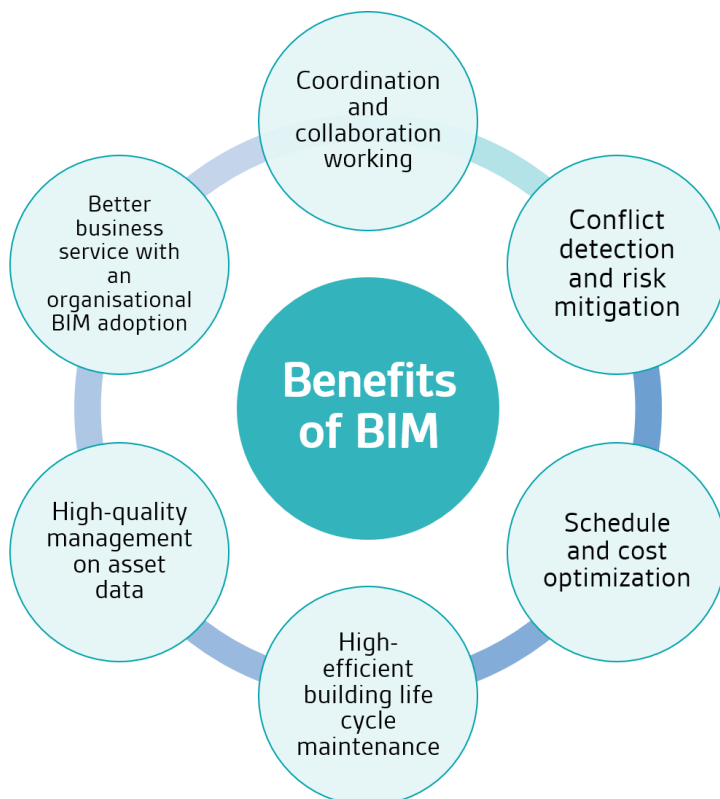 Coordination
and
collaboration
working
Conflict
detection
and risk
mitigation
Schedule
and cost
optimization
High-
efficient
building life
cycle
maintenance
High-quality
management
on asset
data
Better
business
service with
an
organisational
BIM adoption
Benefits
of BIM